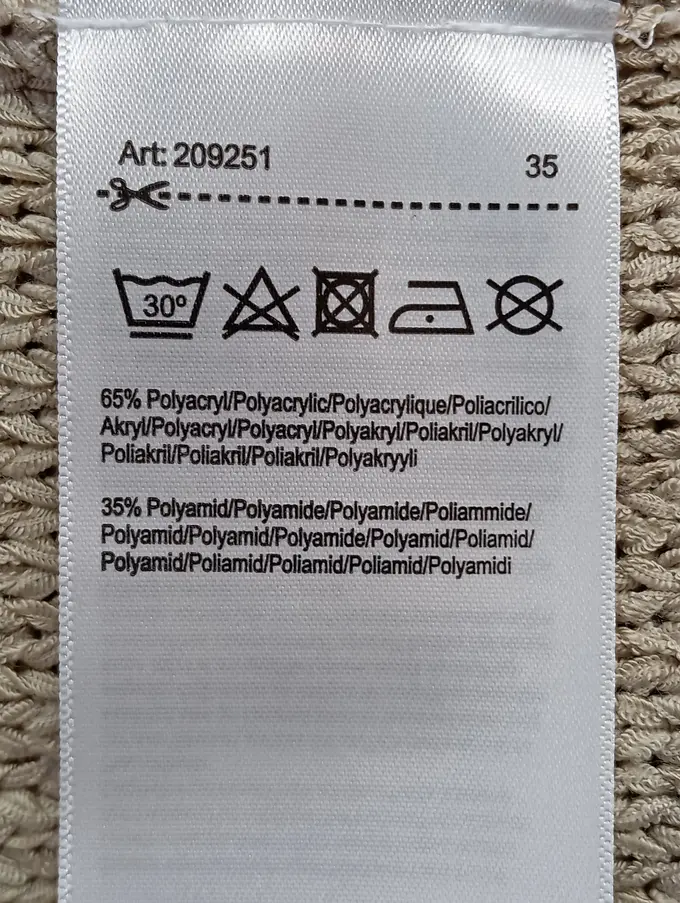 Art: 209251 35
30°
65% Polyacryl/Polyacrylic/Polyacrylique/Poliacrilico/
Akryl/Polyacryl/Polyacryl/Polyakryl/Poliakril/Polyakryl/
Poliakril/Poliakril/Poliakril/Polyakryyli
35% Polyamid/Polyamide/Polyamide/Poliammide/
Polyamid/Polyamid/Polyamide/Polyamid/Poliamid/
Polyamid/Poliamid/Poliamid/Poliamid/Polyamidi